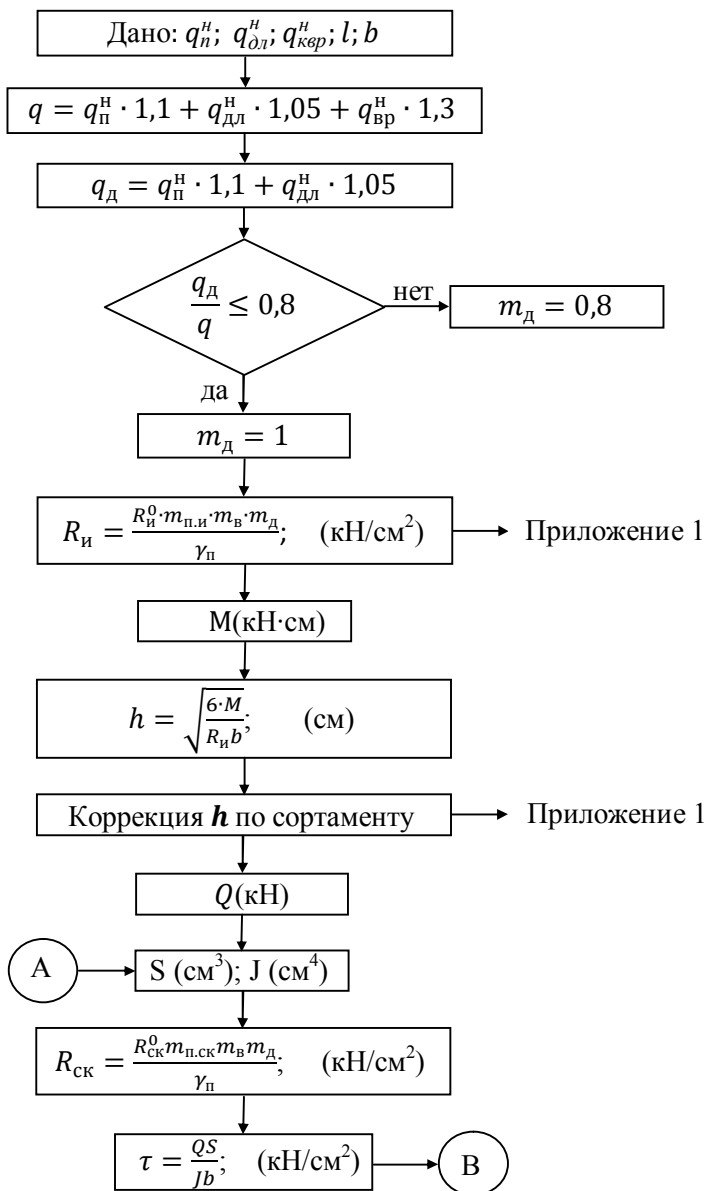 Дано: qₙᴴ; q_дл^н; q_квр^н; l; b
q = q_п^н · 1,1 + q_дл^н · 1,05 + q_вр^н · 1,3
q_д = q_п^н · 1,1 + q_дл^н · 1,05
q_д/q ≤ 0,8
нет
m_д = 0,8
да
m_д = 1
R_и = R_и^0·m_п.и·m_в·m_д/γ_п; (кН/см²)
Приложение 1
М(кН·см)
h = √(6·M/(R_и b)); (см)
Коррекция h по сортаменту
Приложение 1
Q(кН)
А
S (см³); J (см⁴)
R_ск = R_ск^0 m_п.ск m_в m_д/γ_п; (кН/см²)
τ = QS/Jb; (кН/см²)
В